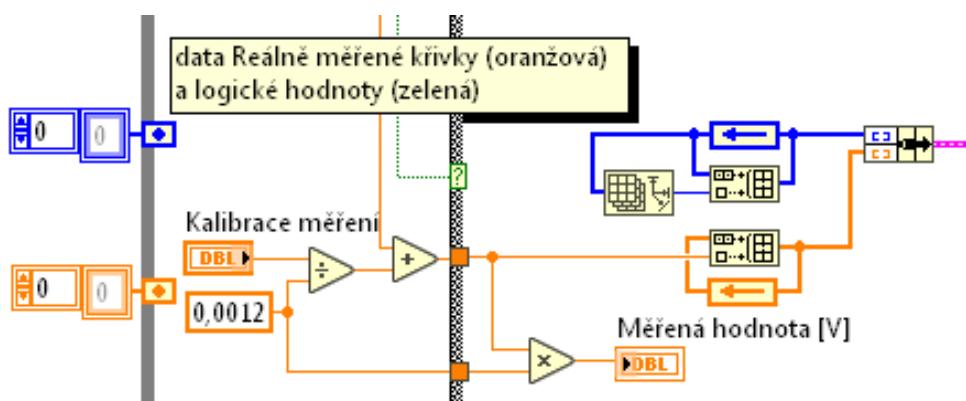 data Reálně měřené křivky (oranžová)
a logické hodnoty (zelená)
0 0
?
Kalibrace měření
DBL
÷
+
0 0
0,0012
Měřená hodnota [V]
×
DBL